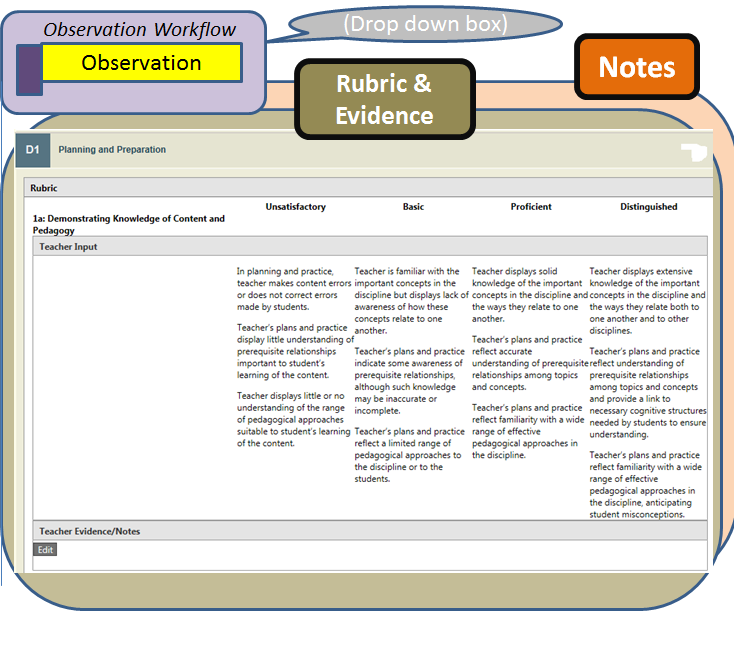 Observation Workflow
(Drop down box)
Observation
Notes
Rubric &
Evidence
D1
Planning and Preparation
Rubric
Unsatisfactory
Basic
Proficient
Distinguished
1a: Demonstrating Knowledge of Content and
Pedagogy
Teacher Input
In planning and practice,
teacher makes content errors
or does not correct errors
made by students.
Teacher's plans and practice
display little understanding of
prerequisite relationships
important to student's
learning of the content.
Teacher displays little or no
understanding of the range
of pedagogical approaches
suitable to student's learning
of the content.
Teacher is familiar with the
important concepts in the
discipline but displays lack of
awareness of how these
concepts relate to one
another.
Teacher's plans and practice
indicate some awareness of
prerequisite relationships,
although such knowledge
may be inaccurate or
incomplete.
Teacher's plans and practice
reflect a limited range of
pedagogical approaches to
the discipline or to the
students.
Teacher displays solid
knowledge of the important
concepts in the discipline and
the ways they relate to one
another.
Teacher's plans and practice
reflect accurate
understanding of prerequisite
relationships among topics
and concepts.
Teacher's plans and practice
reflect familiarity with a wide
range of effective
pedagogical approaches in
the discipline.
Teacher displays extensive
knowledge of the important
concepts in the discipline and
the ways they relate both to
one another and to other
disciplines.
Teacher's plans and practice
reflect understanding of
prerequisite relationships
among topics and concepts
and provide a link to
necessary cognitive structures
needed by students to ensure
understanding.
Teacher's plans and practice
reflect familiarity with a wide
range of effective
pedagogical approaches in
the discipline, anticipating
student misconceptions.
Teacher Evidence/Notes
Edit